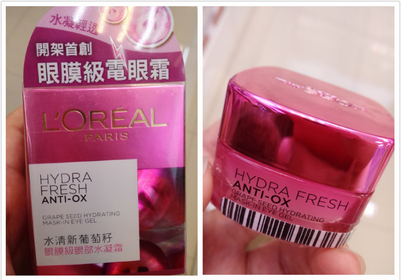 水凝輕透
開架首創
眼膜級電眼霜
L'ORÉAL
PARIS
HYDRA
FRESH
ANTI-OX
GRAPE SEED HYDRATING
MASK-IN EYE GEL
水清新葡萄籽
眼膜級眼部水凝霜
HYDRA FRESH
ANTI-OX
GRAPE SEED HYDRATING
MASK-IN EYE GEL